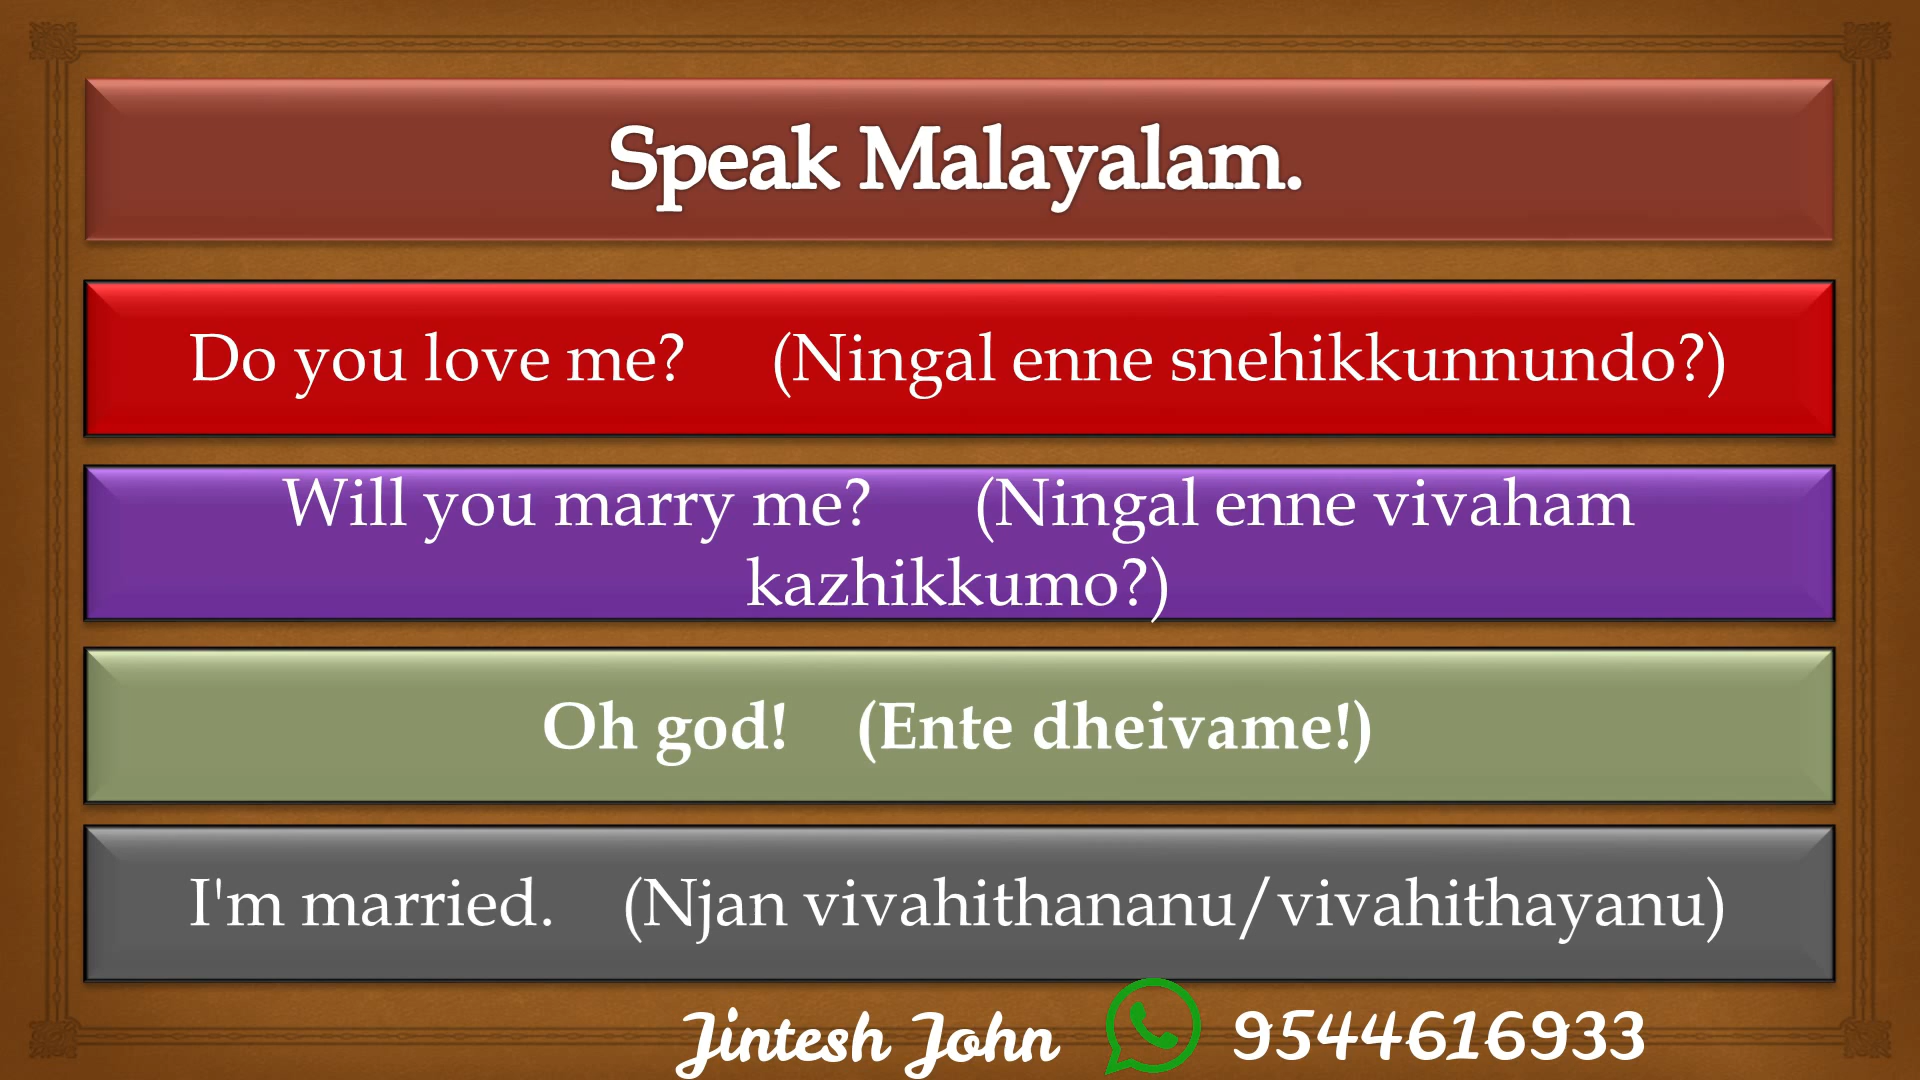 Speak Malayalam.
Do you love me? (Ningal enne snehikkunnundo?)
Will you marry me? (Ningal enne vivaham
kazhikkumo?)
Oh god! (Ente dheivame!)
I'm married. (Njan vivahithananu/vivahithayanu)
Jintesh John 9544616933